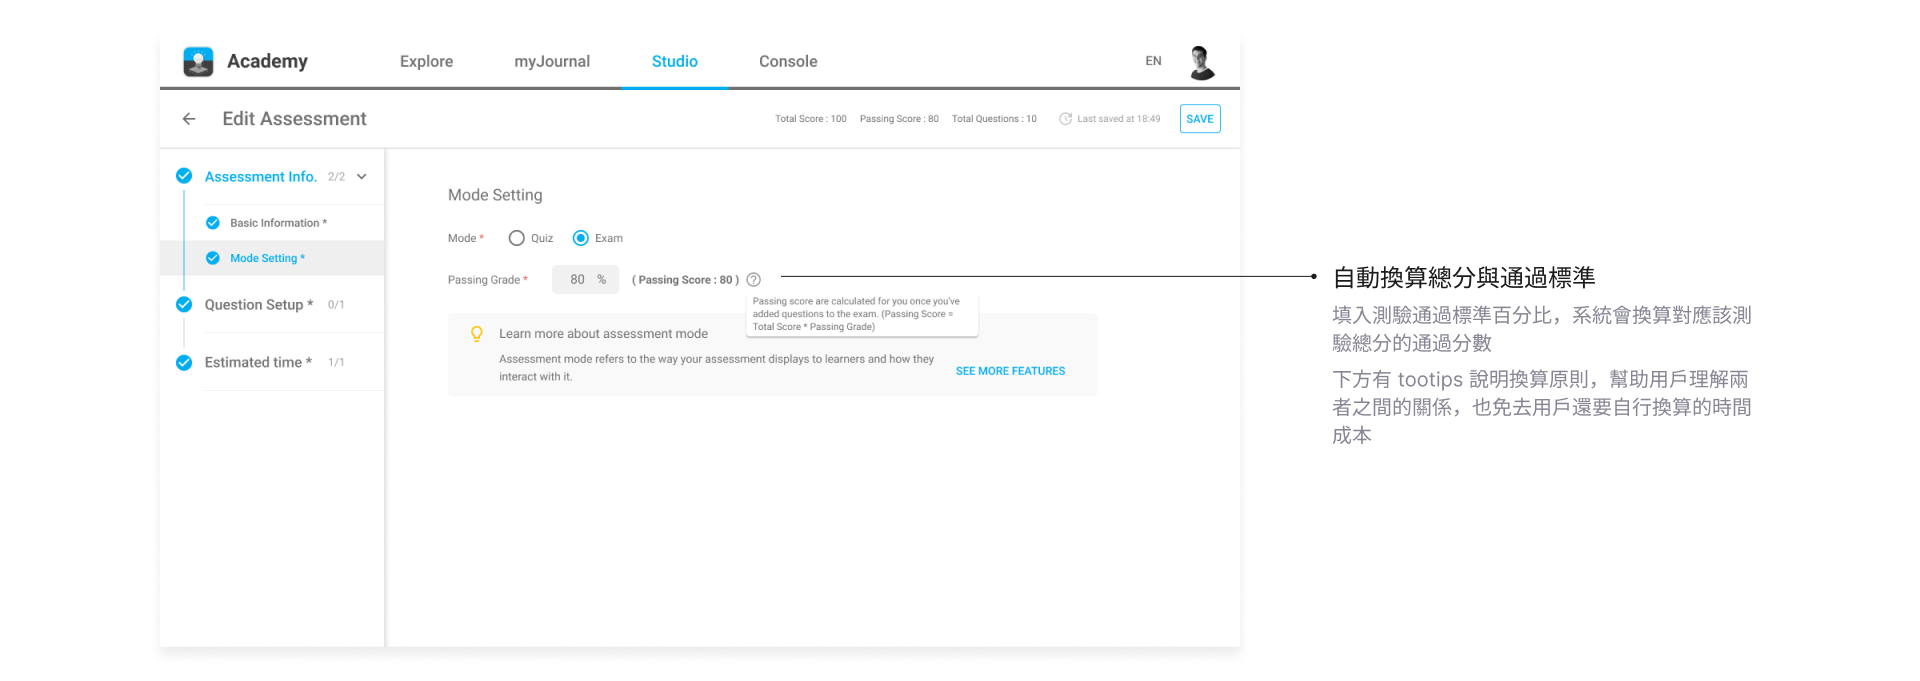 Academy
Explore
myJournal
Studio
Console
EN
Edit Assessment
Total Score : 100
Passing Score : 80
Total Questions : 10
Last saved at 18:49
SAVE
Assessment Info. 2/2
Basic Information *
Mode Setting *
Question Setup * 0/1
Estimated time * 1/1
Mode Setting
Mode * Quiz Exam
Passing Grade * 80 % ( Passing Score : 80 )
Passing score are calculated for you once you've
added questions to the exam. (Passing Score =
Total Score * Passing Grade)
Learn more about assessment mode
Assessment mode refers to the way your assessment displays to learners and how they
interact with it.
SEE MORE FEATURES
自動換算總分與通過標準
填入測驗通過標準百分比，系統會換算對應該測
驗總分的通過分數
下方有 tootips 說明換算原則，幫助用戶理解兩
者之間的關係，也免去用戶還要自行換算的時間
成本